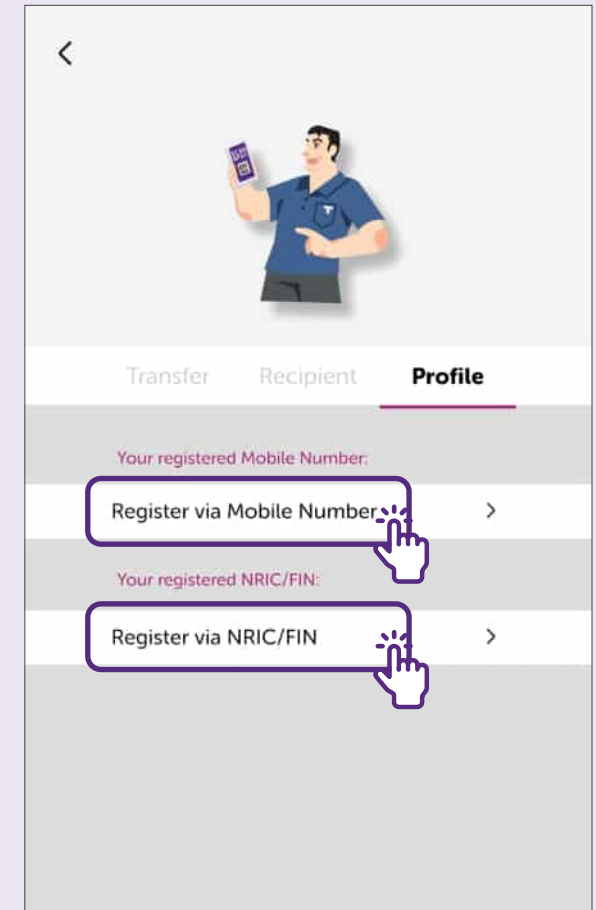 Transfer Recipient Profile
Your registered Mobile Number:
Register via Mobile Number
Your registered NRIC/FIN:
Register via NRIC/FIN